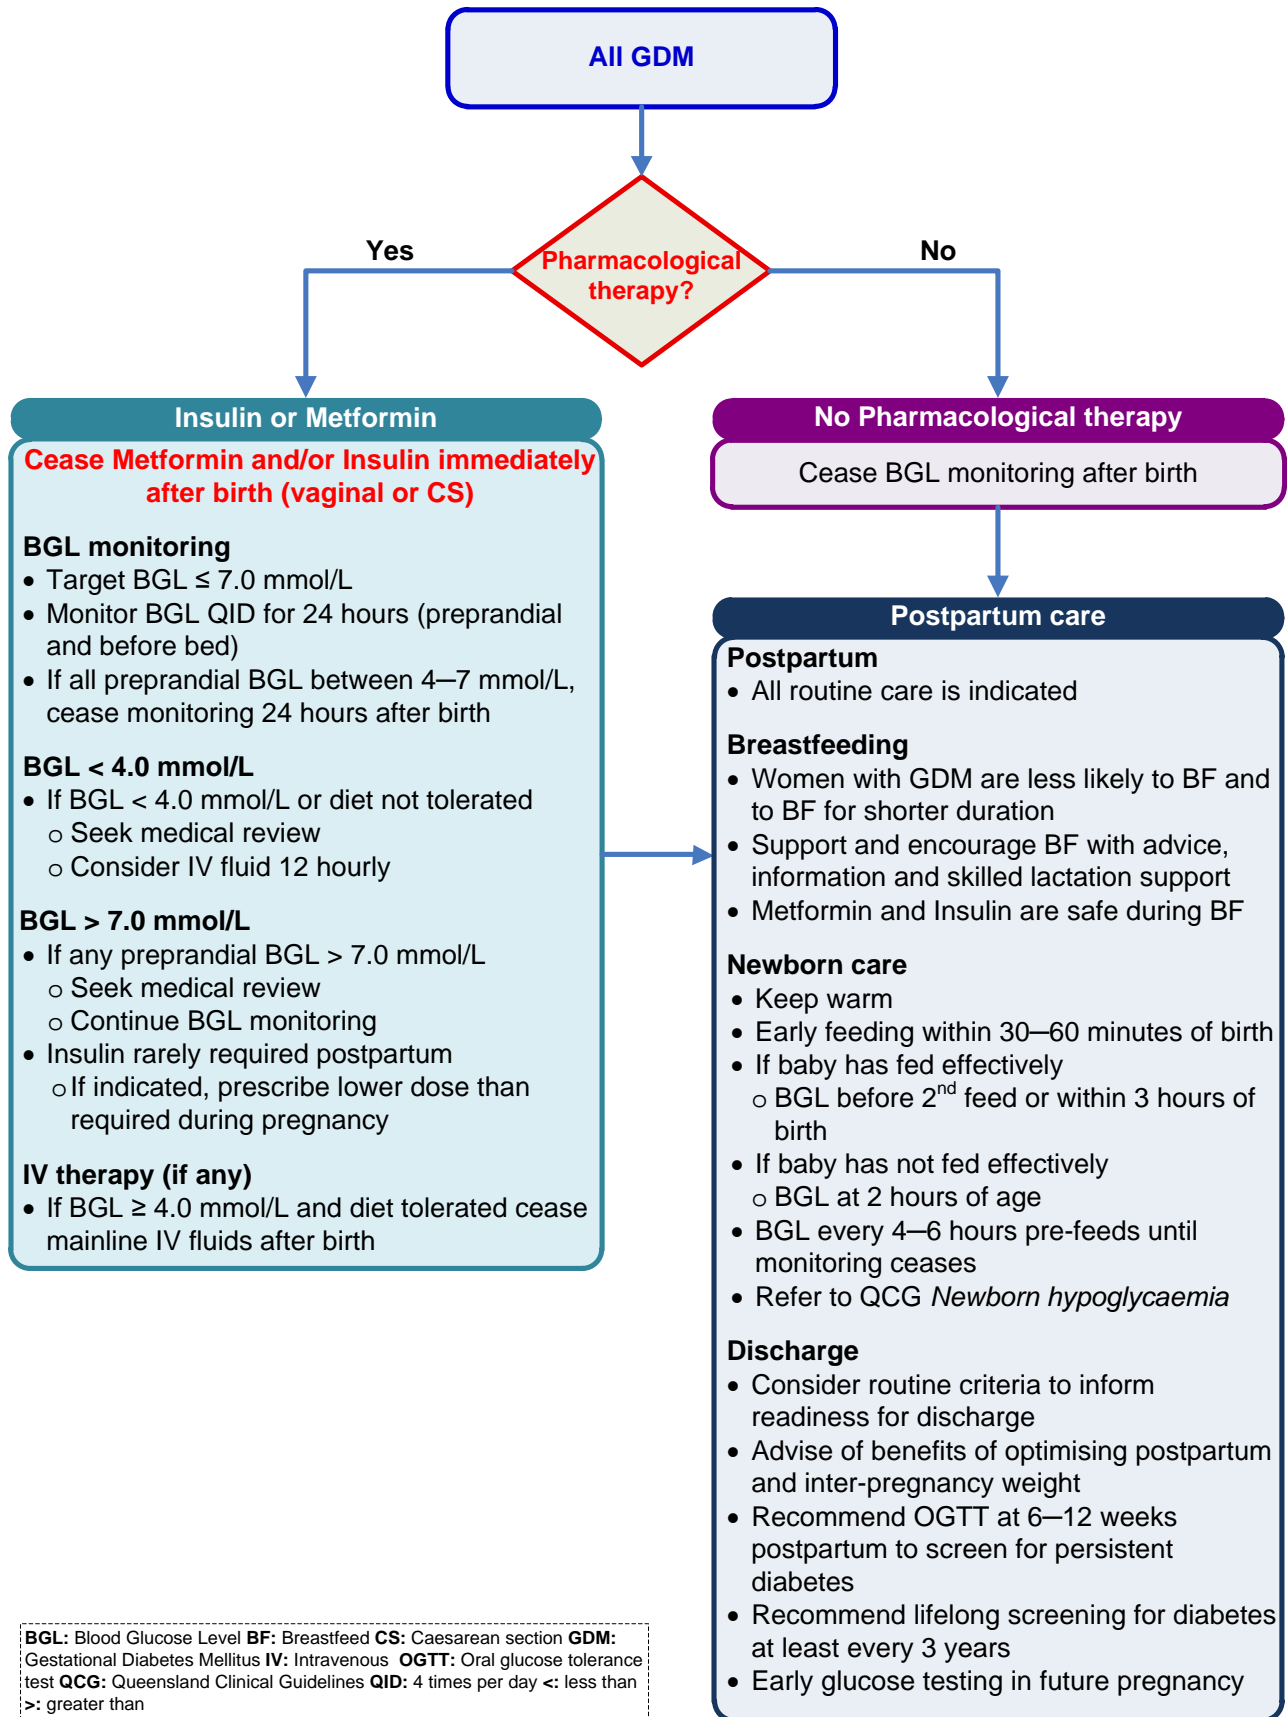 All GDM
Pharmacological
therapy?
Yes
No
Insulin or Metformin
Cease Metformin and/or Insulin immediately
after birth (vaginal or CS)
BGL monitoring
• Target BGL ≤ 7.0 mmol/L
• Monitor BGL QID for 24 hours (preprandial
and before bed)
• If all preprandial BGL between 4─7 mmol/L,
cease monitoring 24 hours after birth
BGL < 4.0 mmol/L
• If BGL < 4.0 mmol/L or diet not tolerated
o Seek medical review
o Consider IV fluid 12 hourly
BGL > 7.0 mmol/L
• If any preprandial BGL > 7.0 mmol/L
o Seek medical review
o Continue BGL monitoring
• Insulin rarely required postpartum
o If indicated, prescribe lower dose than
required during pregnancy
IV therapy (if any)
• If BGL ≥ 4.0 mmol/L and diet tolerated cease
mainline IV fluids after birth
No Pharmacological therapy
Cease BGL monitoring after birth
Postpartum care
Postpartum
• All routine care is indicated
Breastfeeding
• Women with GDM are less likely to BF and
to BF for shorter duration
• Support and encourage BF with advice,
information and skilled lactation support
• Metformin and Insulin are safe during BF
Newborn care
• Keep warm
• Early feeding within 30─60 minutes of birth
• If baby has fed effectively
o BGL before 2nd feed or within 3 hours of
birth
• If baby has not fed effectively
o BGL at 2 hours of age
• BGL every 4─6 hours pre-feeds until
monitoring ceases
• Refer to QCG Newborn hypoglycaemia
Discharge
• Consider routine criteria to inform
readiness for discharge
• Advise of benefits of optimising postpartum
and inter-pregnancy weight
• Recommend OGTT at 6─12 weeks
postpartum to screen for persistent
diabetes
• Recommend lifelong screening for diabetes
at least every 3 years
• Early glucose testing in future pregnancy
BGL: Blood Glucose Level BF: Breastfeed CS: Caesarean section GDM:
Gestational Diabetes Mellitus IV: Intravenous OGTT: Oral glucose tolerance
test QCG: Queensland Clinical Guidelines QID: 4 times per day <: less than
>: greater than